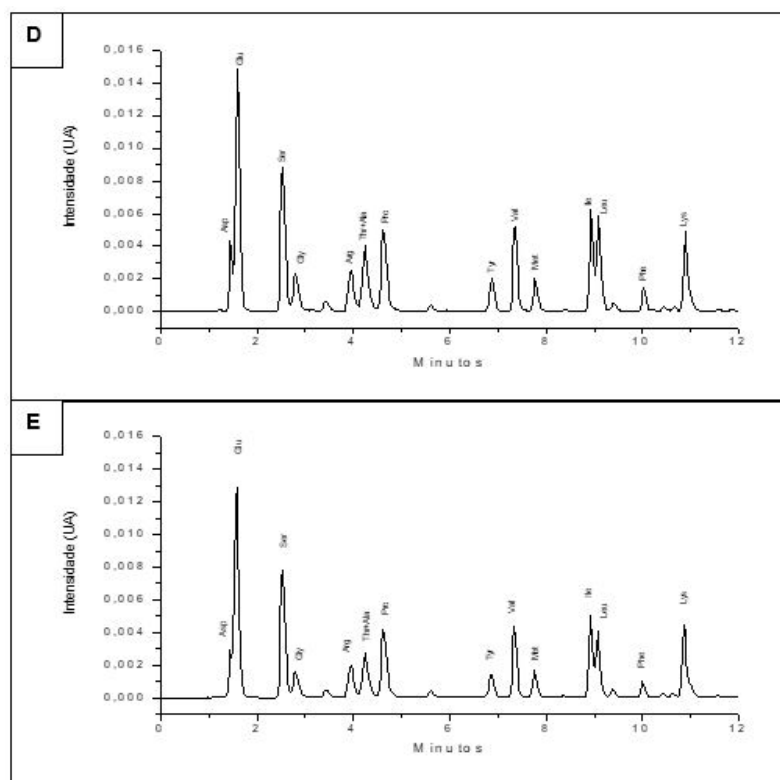 D
0,016
0,014
0,012
0,010
0,008
0,006
0,004
0,002
0,000
Intensidade (UA)
Asp
Glu
Ser
Gly
Arg
Thr+Ala
Pro
Tyr
Val
Met
Ile
Leu
Phe
Lys
0 2 4 6 8 10 12
Minutos
E
0,016
0,014
0,012
0,010
0,008
0,006
0,004
0,002
0,000
Intensidade (UA)
Asp
Glu
Ser
Gly
Arg
Thr+Ala
Pro
Tyr
Val
Met
Ile
Leu
Phe
Lys
0 2 4 6 8 10 12
Minutos